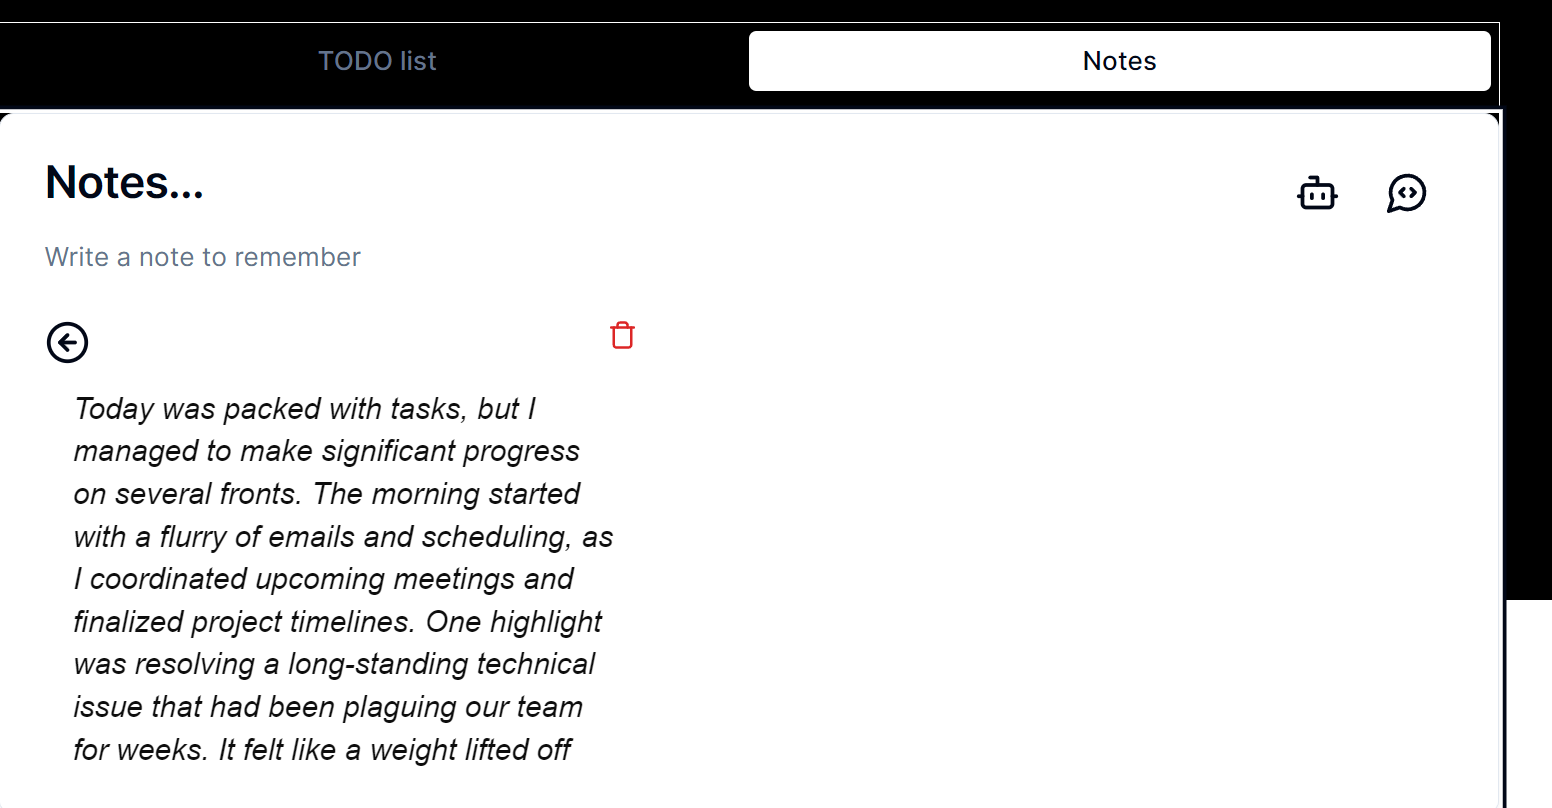 TODO list
Notes
Notes...
Write a note to remember
Today was packed with tasks, but I
managed to make significant progress
on several fronts. The morning started
with a flurry of emails and scheduling, as
I coordinated upcoming meetings and
finalized project timelines. One highlight
was resolving a long-standing technical
issue that had been plaguing our team
for weeks. It felt like a weight lifted off